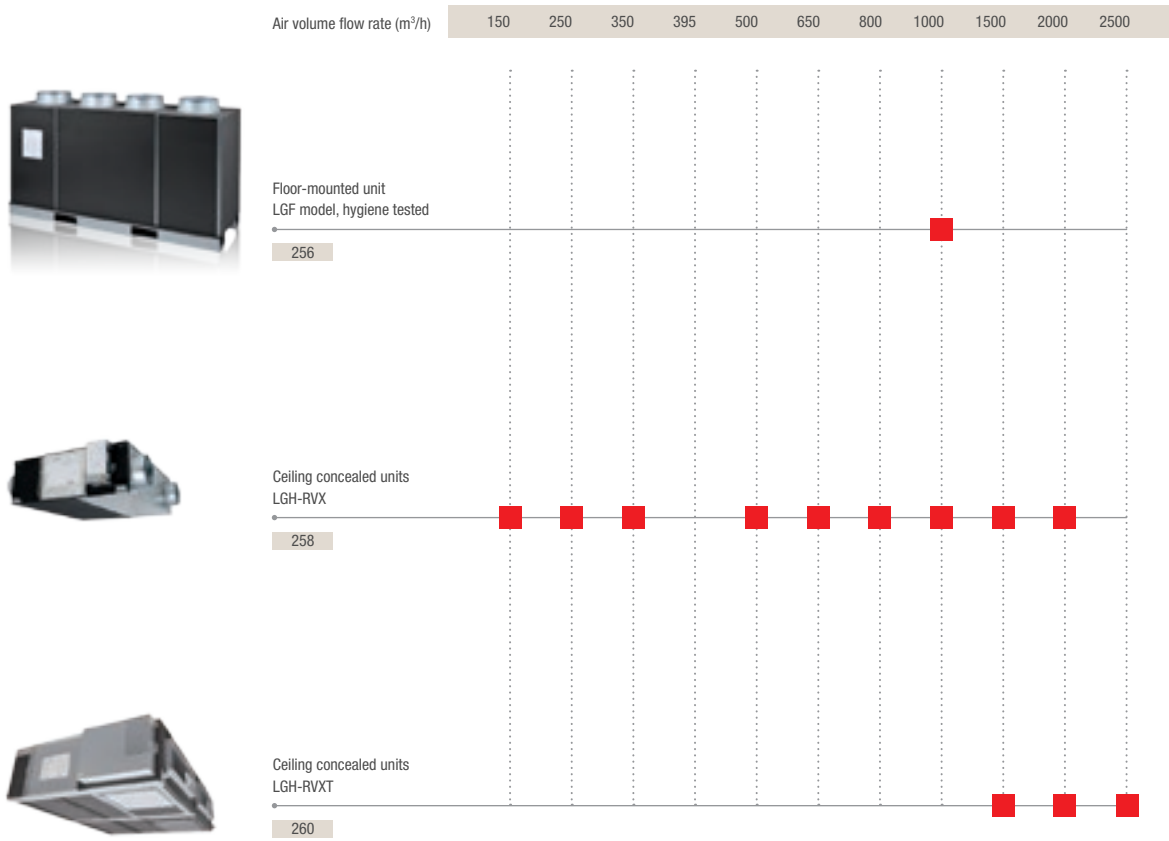 Air volume flow rate (m³/h) 150 250 350 395 500 650 800 1000 1500 2000 2500
Floor-mounted unit
LGF model, hygiene tested
256
Ceiling concealed units
LGH-RVX
258
Ceiling concealed units
LGH-RVXT
260